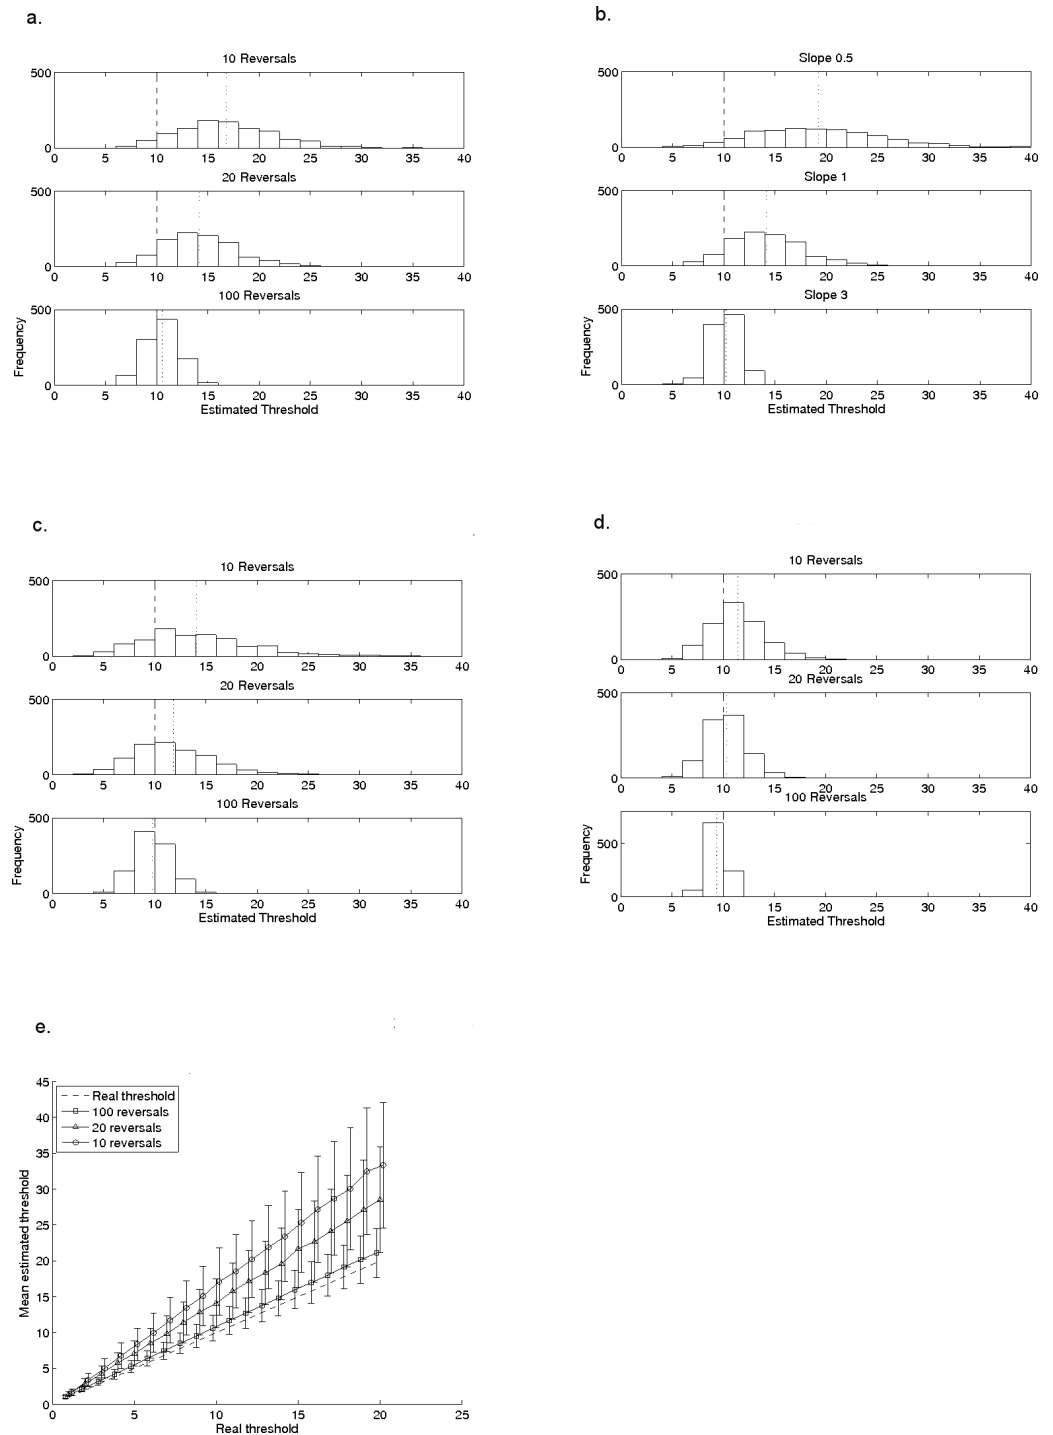 a.
10 Reversals
500
0
0 5 10 15 20 25 30 35 40
20 Reversals
500
0
0 5 10 15 20 25 30 35 40
100 Reversals
500
0
Frequency
0 5 10 15 20 25 30 35 40
Estimated Threshold
b.
Slope 0.5
500
0
0 5 10 15 20 25 30 35 40
Slope 1
500
0
0 5 10 15 20 25 30 35 40
Slope 3
500
0
Frequency
0 5 10 15 20 25 30 35 40
Estimated Threshold
c.
10 Reversals
500
0
0 5 10 15 20 25 30 35 40
20 Reversals
500
0
0 5 10 15 20 25 30 35 40
100 Reversals
500
0
Frequency
0 5 10 15 20 25 30 35 40
Estimated Threshold
d.
10 Reversals
500
0
0 5 10 15 20 25 30 35 40
20 Reversals
500
0
0 5 10 15 20 25 30 35 40
100 Reversals
500
0
Frequency
0 5 10 15 20 25 30 35 40
Estimated Threshold
e.
45
40
35
30
25
20
15
10
5
0
Mean estimated threshold
Real threshold
100 reversals
20 reversals
10 reversals
0 5 10 15 20 25
Real threshold